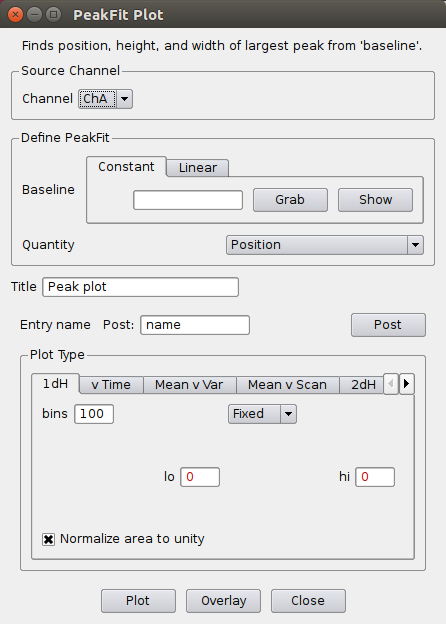 PeakFit Plot
Finds position, height, and width of largest peak from 'baseline'.
Source Channel
Channel ChA
Define PeakFit
Constant Linear
Baseline Grab Show
Quantity Position
Title Peak plot
Entry name Post: name Post
Plot Type
1dH v Time Mean v Var Mean v Scan 2dH
bins 100 Fixed
lo 0 hi 0
Normalize area to unity
Plot Overlay Close